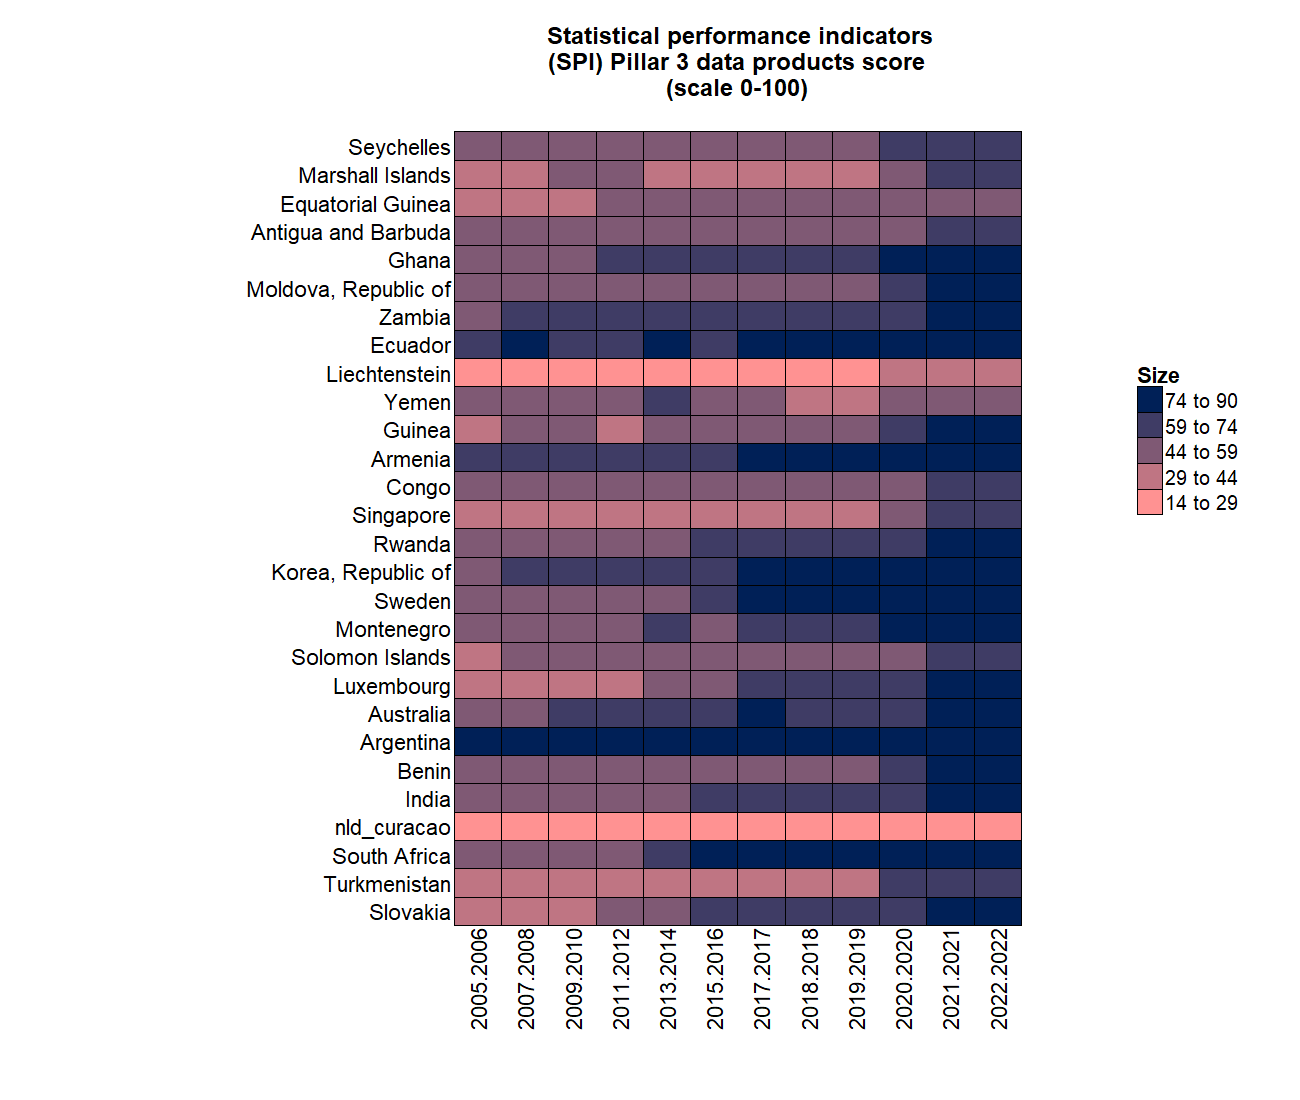 Statistical performance indicators
(SPI) Pillar 3 data products score
(scale 0-100)
Seychelles
Marshall Islands
Equatorial Guinea
Antigua and Barbuda
Ghana
Moldova, Republic of
Zambia
Ecuador
Liechtenstein
Yemen
Guinea
Armenia
Congo
Singapore
Rwanda
Korea, Republic of
Sweden
Montenegro
Solomon Islands
Luxembourg
Australia
Argentina
Benin
India
nld_curacao
South Africa
Turkmenistan
Slovakia
2005.2006
2007.2008
2009.2010
2011.2012
2013.2014
2015.2016
2017.2017
2018.2018
2019.2019
2020.2020
2021.2021
2022.2022
Size
74 to 90
59 to 74
44 to 59
29 to 44
14 to 29